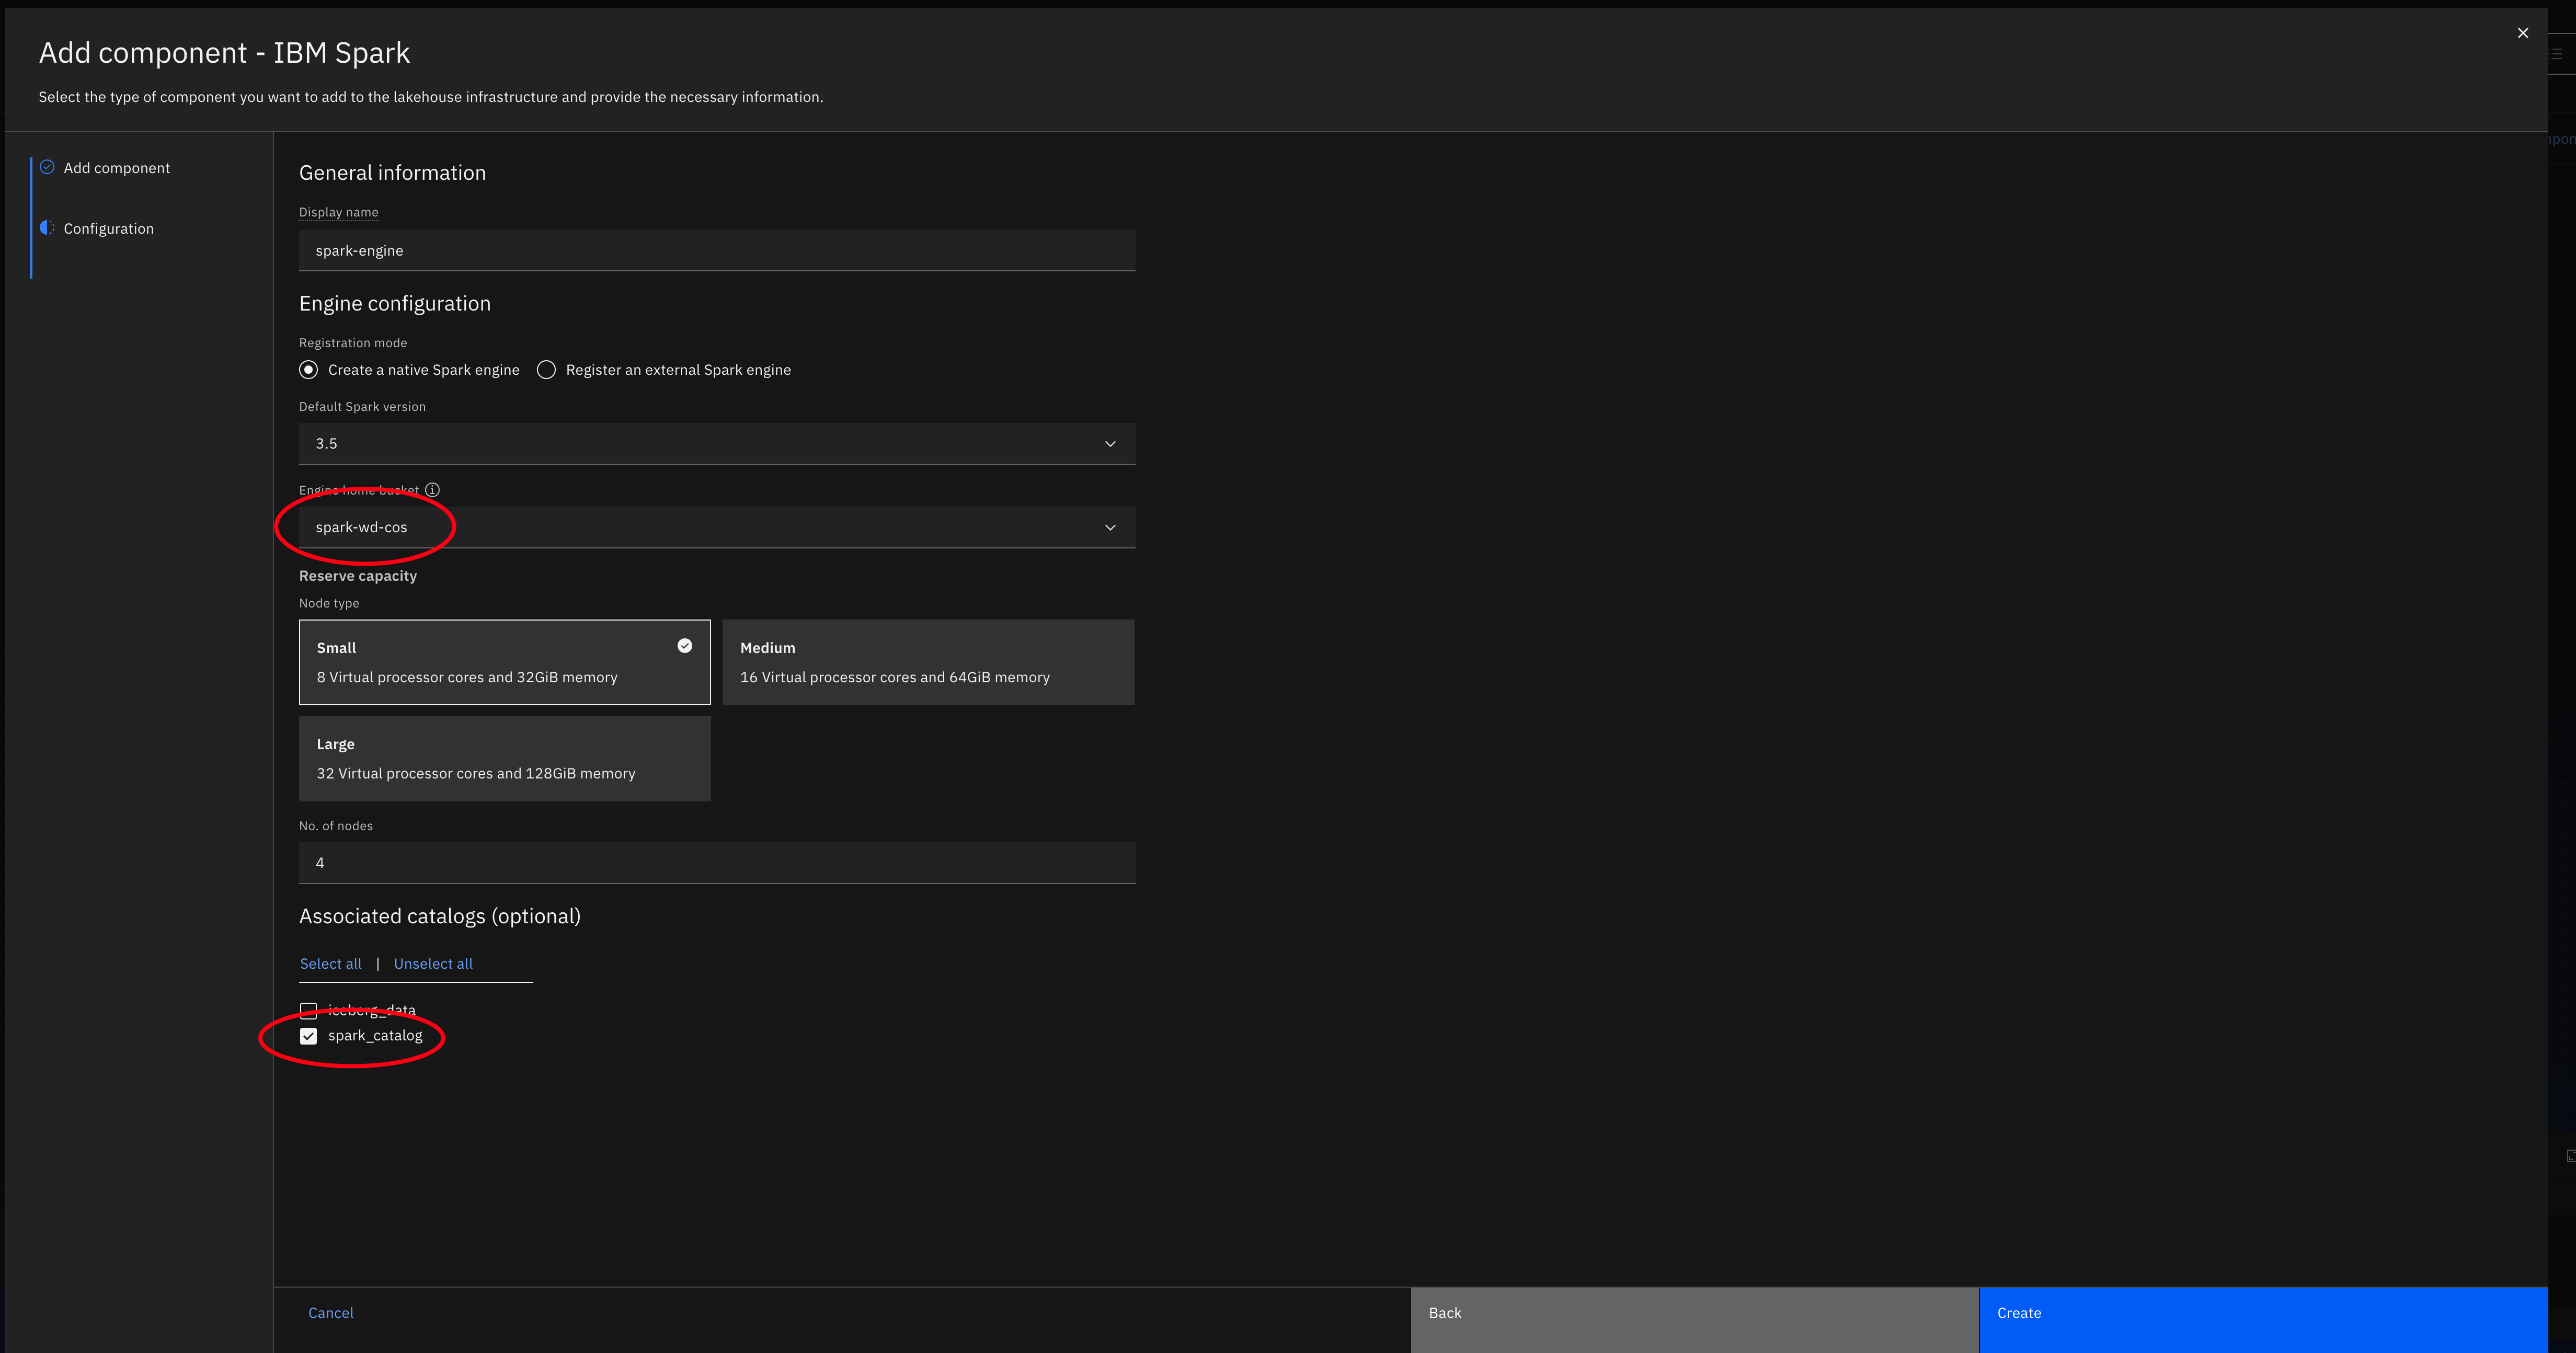 Add component - IBM Spark
Select the type of component you want to add to the lakehouse infrastructure and provide the necessary information.
Add component
Configuration
General information
Display name
spark-engine
Engine configuration
Registration mode
Create a native Spark engine
Register an external Spark engine
Default Spark version
3.5
Engine home bucket
spark-wd-cos
Reserve capacity
Node type
Small
8 Virtual processor cores and 32GiB memory
Medium
16 Virtual processor cores and 64GiB memory
Large
32 Virtual processor cores and 128GiB memory
No. of nodes
4
Associated catalogs (optional)
Select all | Unselect all
iceberg_data
spark_catalog
Cancel
Back
Create